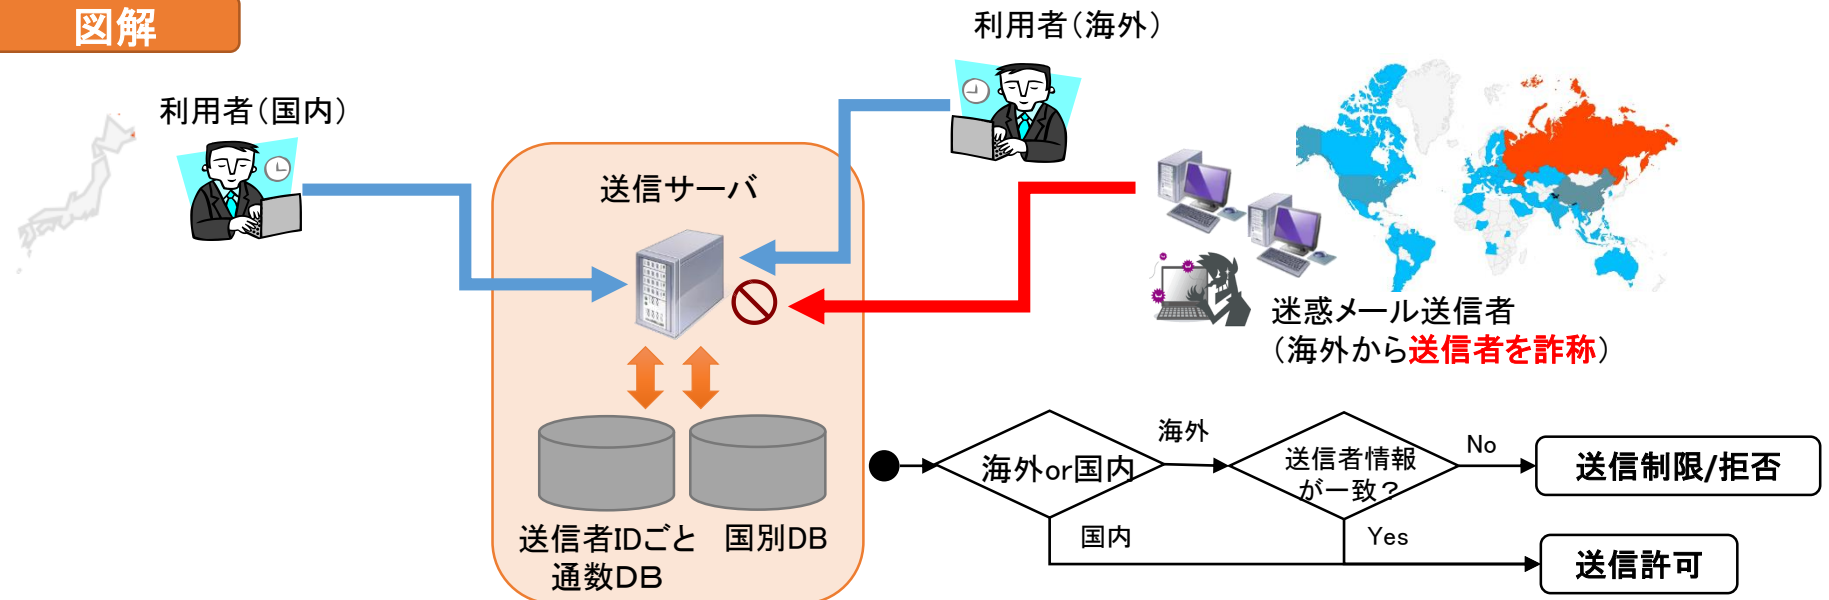 図解
利用者(海外)
利用者(国内)
送信サーバ
迷惑メール送信者
(海外から送信者を詐称)
送信者IDごと
通数DB
国別DB
海外or国内
海外
国内
送信者情報
が一致?
No
Yes
送信制限/拒否
送信許可